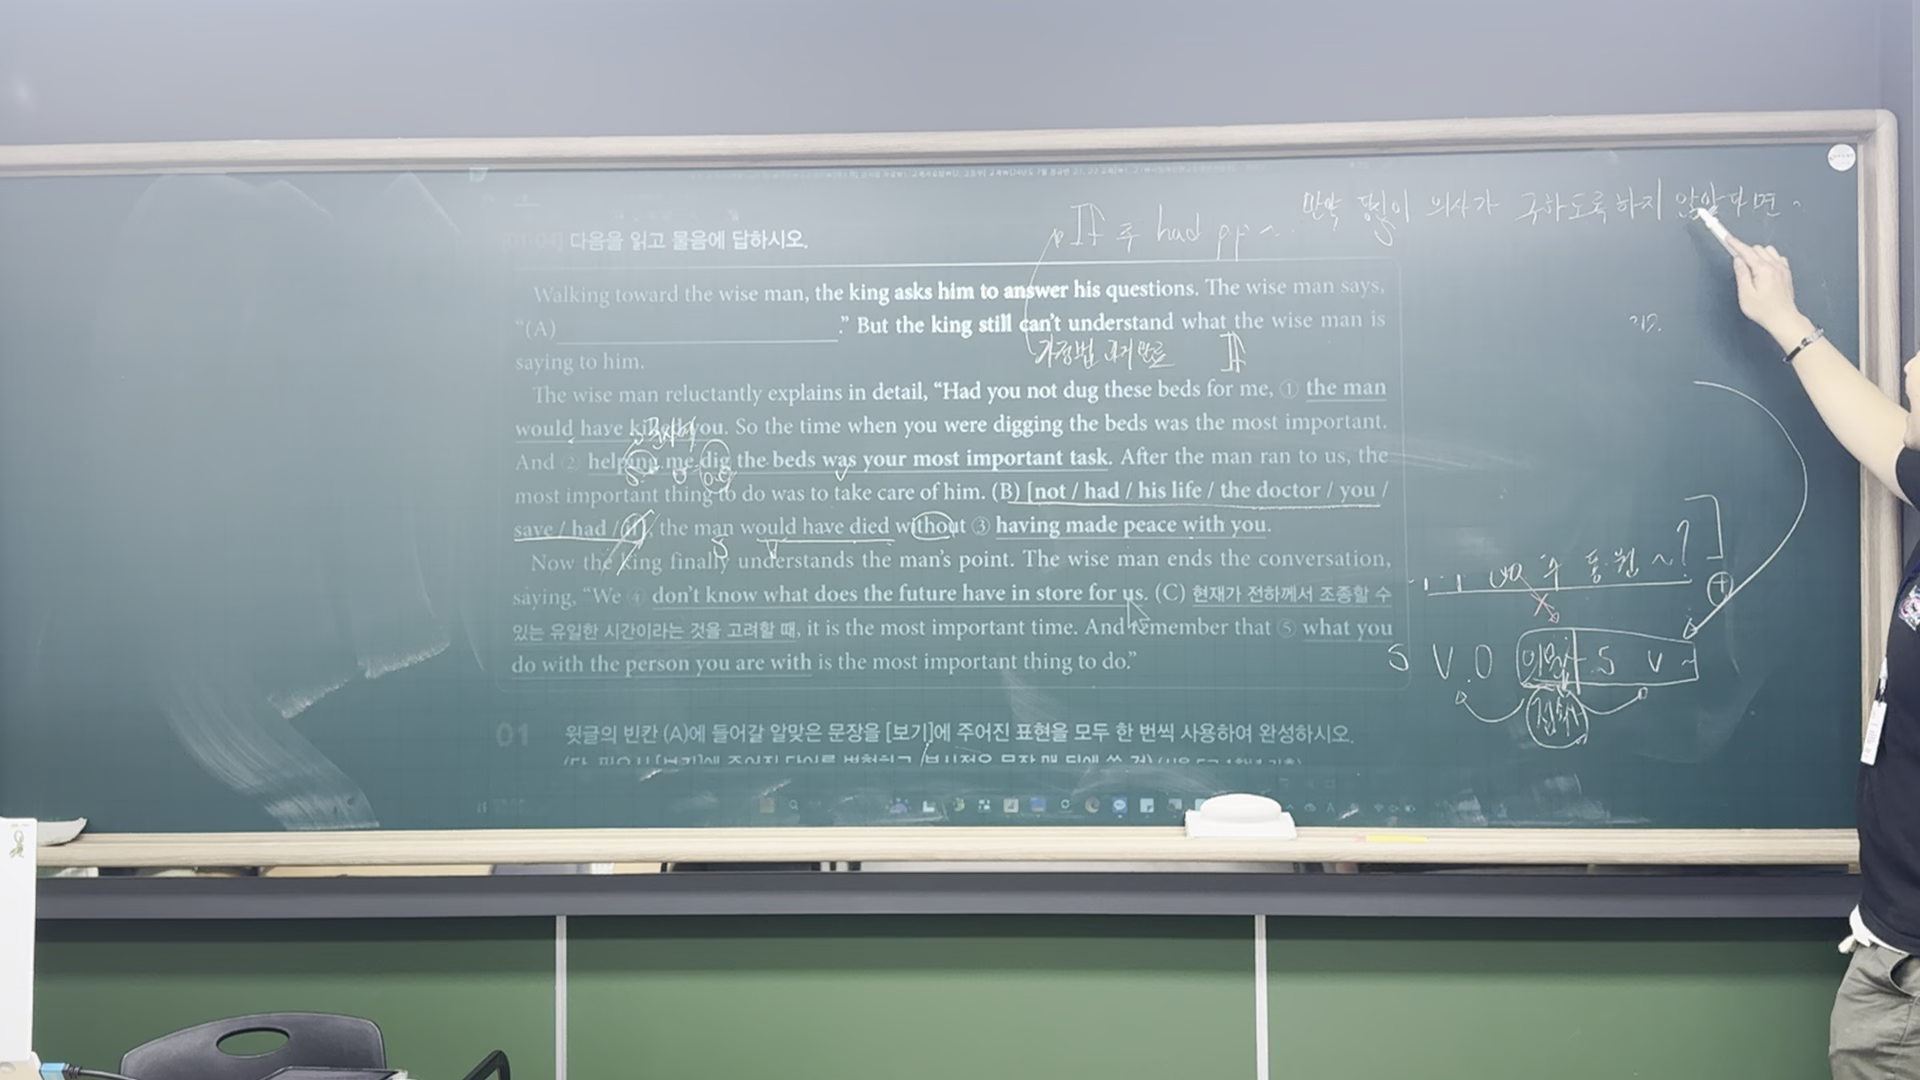 만약 당신이 의사가 구하도록 하지 않았다면 ~
If 주 had pp ~
[01-04] 다음을 읽고 물음에 답하시오.
Walking toward the wise man, the king asks him to answer his questions. The wise man says,
“(A)____________.” But the king still can’t understand what the wise man is
saying to him.
가정법 과거완료 If
The wise man reluctantly explains in detail, “Had you not dug these beds for me, ① the man
would have killed you. So the time when you were digging the beds was the most important.
And ② helping me dig the beds was your most important task. After the man ran to us, the
most important thing to do was to take care of him. (B) [not / had / his life / the doctor / you /
save / had / if], the man would have died without ③ having made peace with you.
S V
Now the king finally understands the man’s point. The wise man ends the conversation,
saying, “We ④ don’t know what does the future have in store for us. (C) 현재가 전하께서 조종할 수
있는 유일한 시간이라는 것을 고려할 때, it is the most important time. And remember that ⑤ what you
do with the person you are with is the most important thing to do.”
S V O 의문사 S V ~
접속사
01 윗글의 빈칸 (A)에 들어갈 알맞은 문장을 [보기]에 주어진 표현을 모두 한 번씩 사용하여 완성하시오.